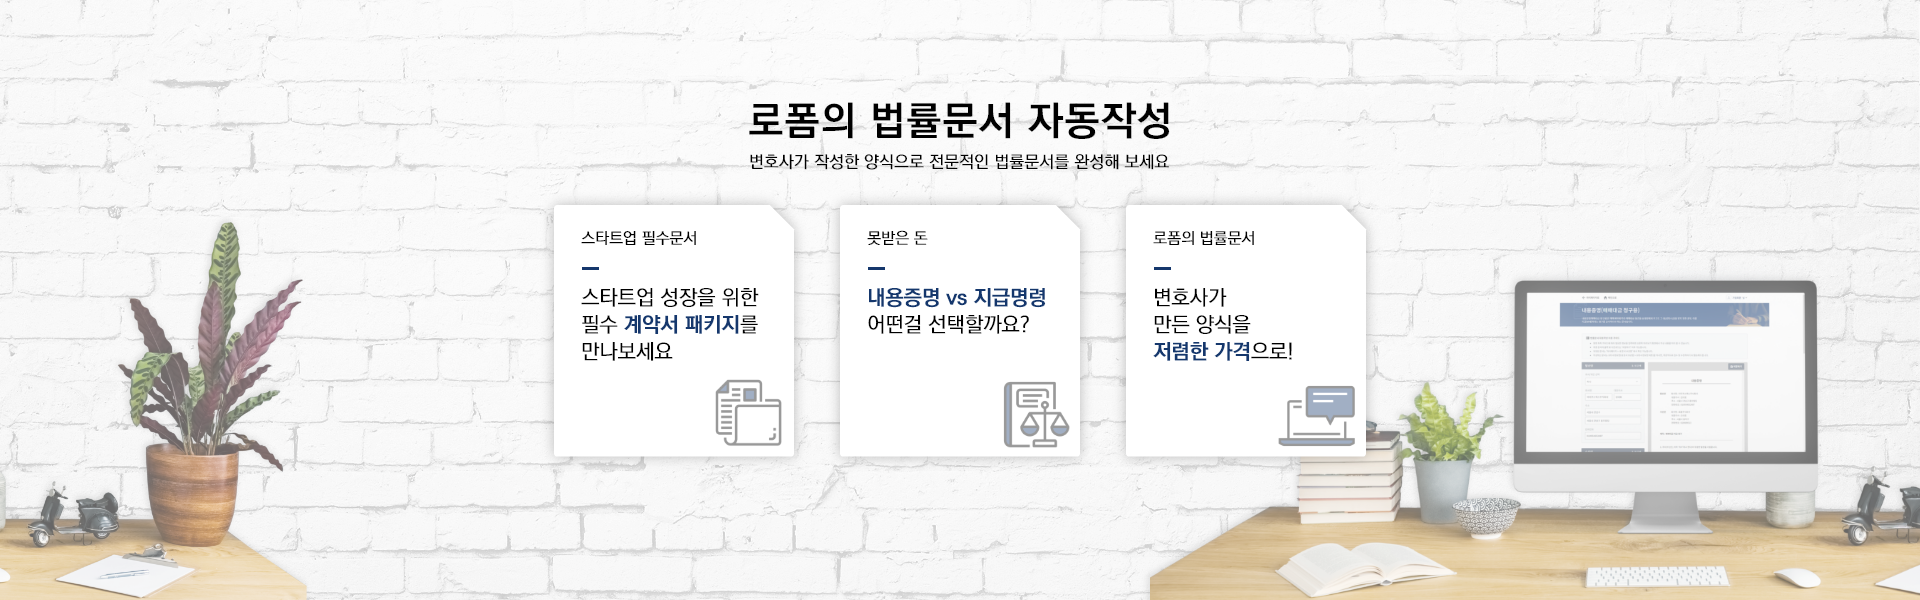 로폼의 법률문서 자동작성
변호사가 작성한 양식으로 전문적인 법률문서를 완성해 보세요
스타트업 필수문서
스타트업 성장을 위한
필수 계약서 패키지를
만나보세요
못받은 돈
내용증명 vs 지급명령
어떤걸 선택할까요?
로폼의 법률문서
변호사가
만든 양식을
저렴한 가격으로!